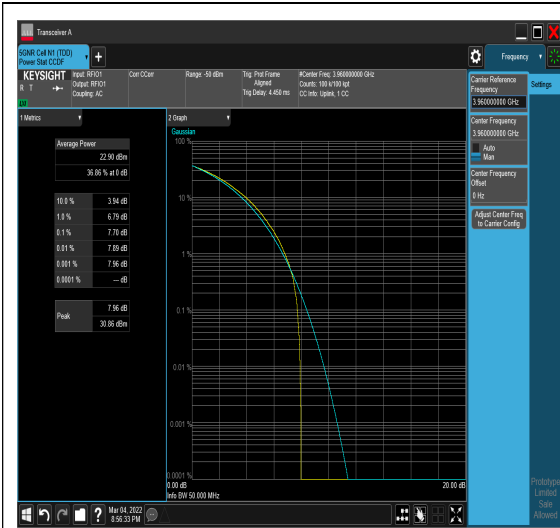 Transceiver A
5GNR Cell N1 (TDD)
Power Stat CCDF
+
Frequency
KEYSIGHT
R T
Input: RFIO1
Output: RFIO1
Coupling: AC
Corr CCorr
Range: -50 dBm
Trig: Prot Frame
Aligned
Trig Delay: 4.450 ms
#Center Freq: 3.960000000 GHz
Counts: 100 k/100 kpt
CC Info: Uplink, 1 CC
1 Metrics
Average Power
22.90 dBm
36.86 % at 0 dB
10.0 % 3.94 dB
1.0 % 6.79 dB
0.1 % 7.70 dB
0.01 % 7.89 dB
0.001 % 7.96 dB
0.0001 % --- dB
Peak
7.96 dB
30.86 dBm
2 Graph
Gaussian
100 %
10 %
1 %
0.1 %
0.01 %
0.001 %
0.0001 %
0.00 dB
20.00 dB
Info BW 50.000 MHz
Carrier Reference
Frequency
3.960000000 GHz
Center Frequency
3.960000000 GHz
Auto
Man
Center Frequency
Offset
0 Hz
Adjust Center Freq
to Carrier Config
Settings
Prototype
Limited
Sale
Allowed
?
Mar 04, 2022
8:56:33 PM